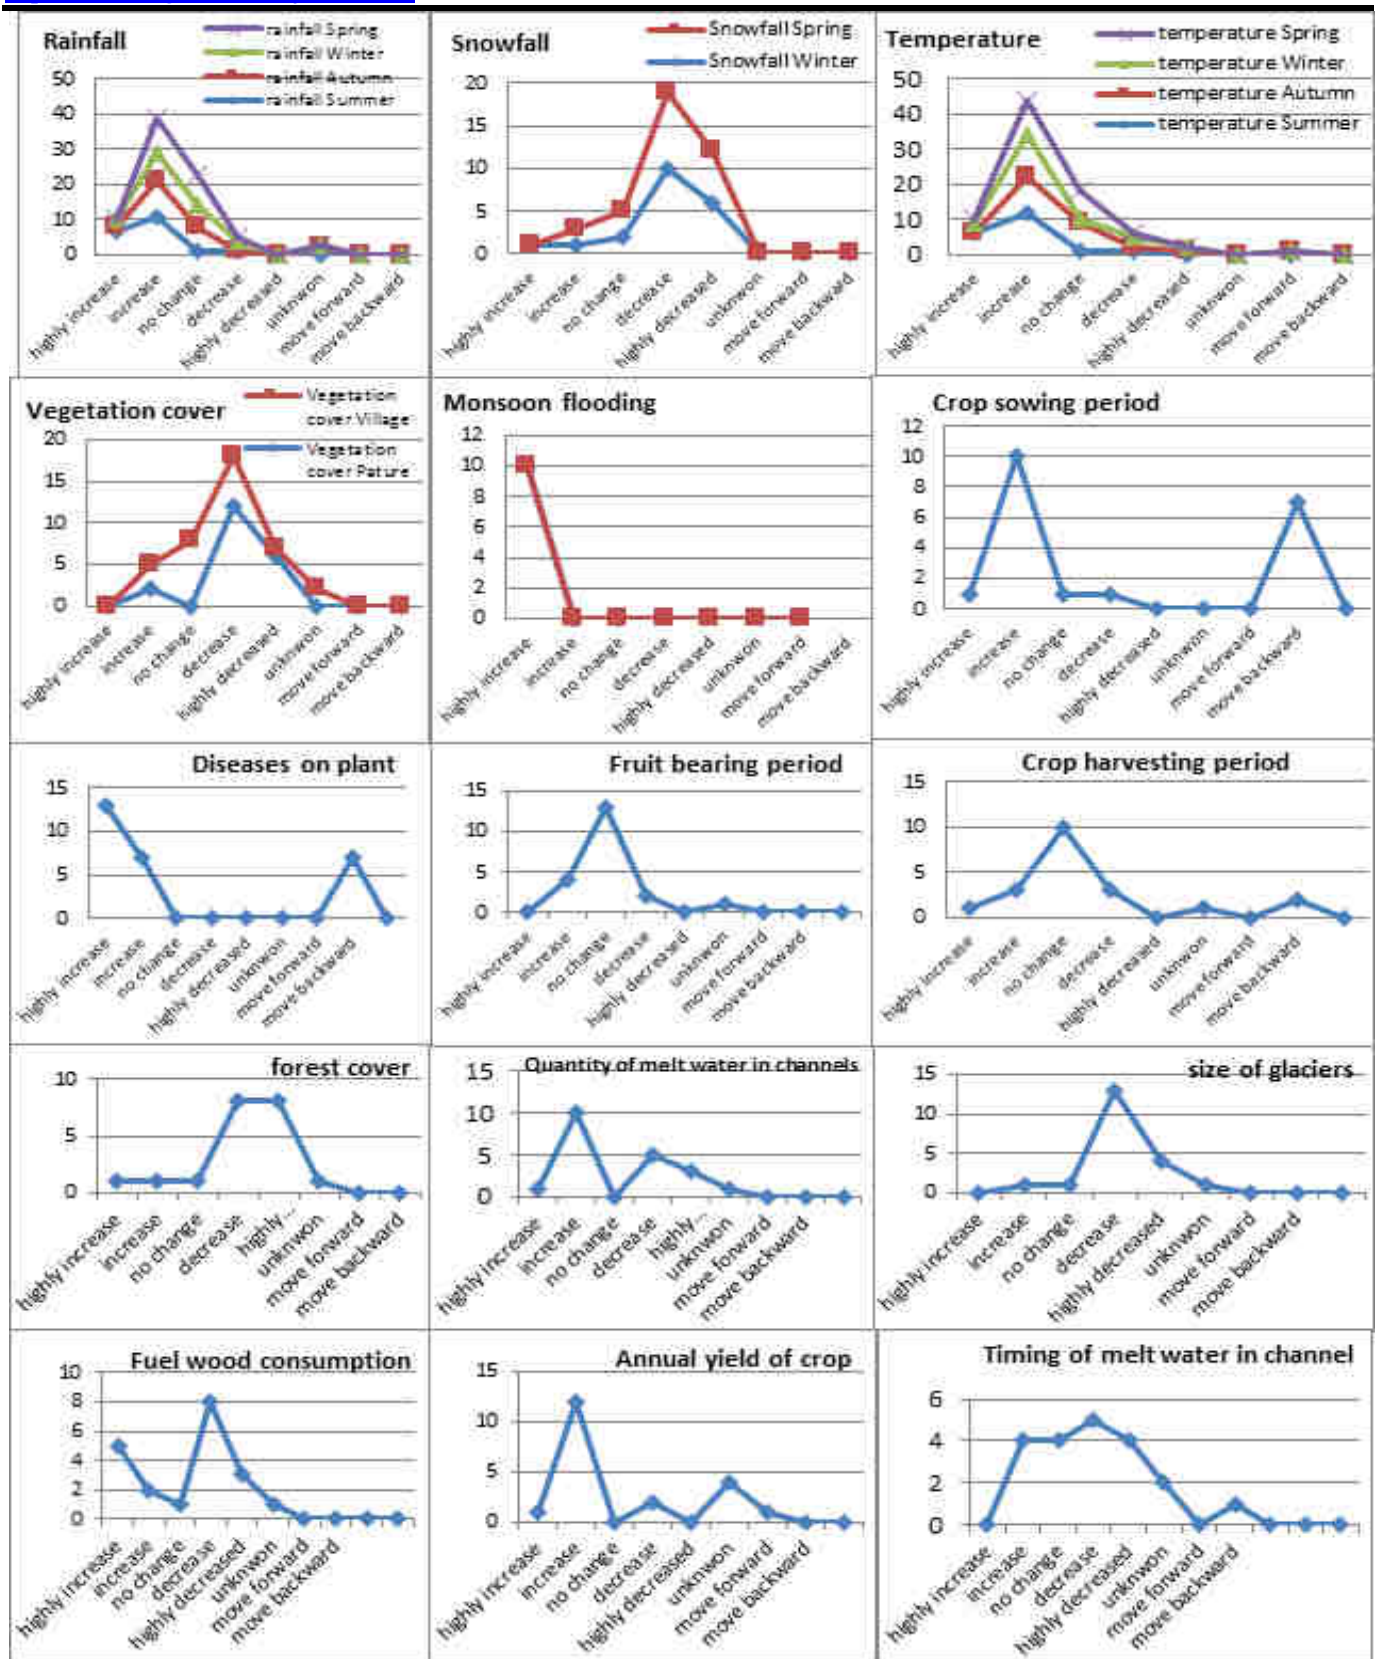 Rainfall
rainfall Spring
rainfall Winter
rainfall Autumn
rainfall Summer
50
40
30
20
10
0
highly increase
increase
no change
decrease
highly decreased
unknwon
move forward
move backward
Snowfall
Snowfall Spring
Snowfall Winter
20
15
10
5
0
highly increase
increase
no change
decrease
highly decreased
unknwon
move forward
move backward
Temperature
temperature Spring
temperature Winter
temperature Autumn
temperature Summer
50
40
30
20
10
0
highly increase
increase
no change
decrease
highly decreased
unknwon
move forward
move backward
Vegetation cover
Vegetation
cover Village
Vegetation
cover Pature
20
15
10
5
0
highly increase
increase
no change
decrease
highly decreased
unknwon
move forward
move backward
Monsoon flooding
12
10
8
6
4
2
0
highly increase
increase
no change
decrease
highly decreased
unknwon
move forward
move backward
Crop sowing period
12
10
8
6
4
2
0
highly increase
increase
no change
decrease
highly decreased
unknwon
move forward
move backward
Diseases on plant
15
10
5
0
highly increase
increase
no change
decrease
highly decreased
unknwon
move forward
move backward
Fruit bearing period
15
10
5
0
highly increase
increase
no change
decrease
highly decreased
unknwon
move forward
move backward
Crop harvesting period
15
10
5
0
highly increase
increase
no change
decrease
highly decreased
unknwon
move forward
move backward
forest cover
10
5
0
highly increase
increase
no change
decrease
highly...
unknwon
move forward
move backward
Quantity of melt water in channels
15
10
5
0
highly increase
increase
no change
decrease
highly...
unknwon
move forward
move backward
size of glaciers
15
10
5
0
highly increase
increase
no change
decrease
highly decreased
unknwon
move forward
move backward
Fuel wood consumption
10
8
6
4
2
0
highly increase
increase
no change
decrease
highly decreased
unknwon
move forward
move backward
Annual yield of crop
15
10
5
0
highly increase
increase
no change
decrease
highly decreased
unknwon
move forward
move backward
Timing of melt water in channel
6
4
2
0
highly increase
increase
no change
decrease
highly decreased
unknwon
move forward
move backward